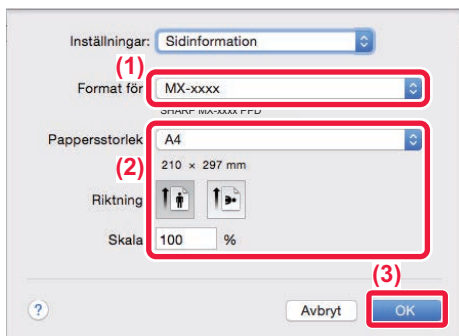 Inställningar: Sidinformation
(1)
Format för MX-xxxx
SHARP MX-xxxx PPD
Pappersstorlek A4
(2) 210 × 297 mm
Riktning
Skala 100 %
(3)
? Avbryt OK